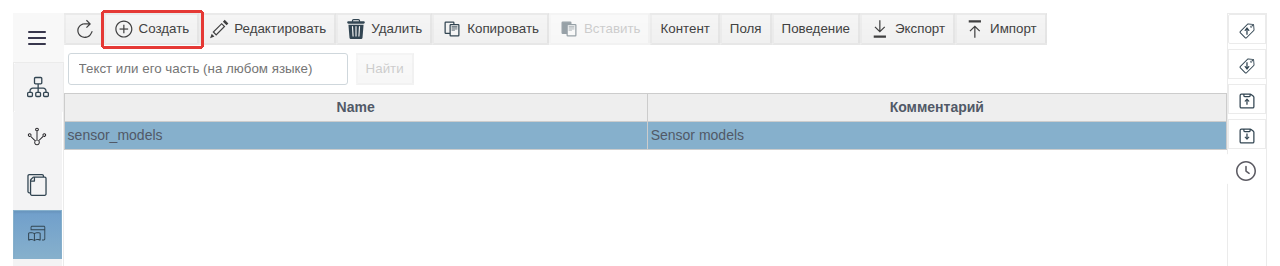 Создать Редактировать Удалить Копировать Вставить Контент Поля Поведение Экспорт Импорт
Текст или его часть (на любом языке) Найти
Name Комментарий
sensor_models Sensor models